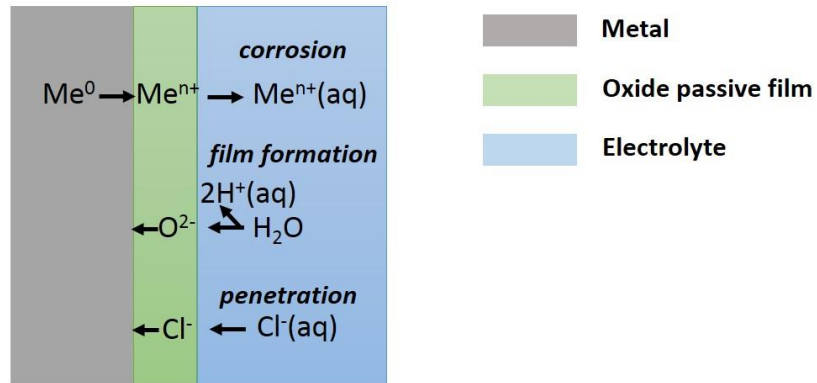 corrosion
Me⁰ → Meⁿ⁺ → Meⁿ⁺(aq)
film formation
2H⁺(aq)
O²⁻ H₂O
penetration
Cl⁻ Cl⁻(aq)
Metal
Oxide passive film
Electrolyte